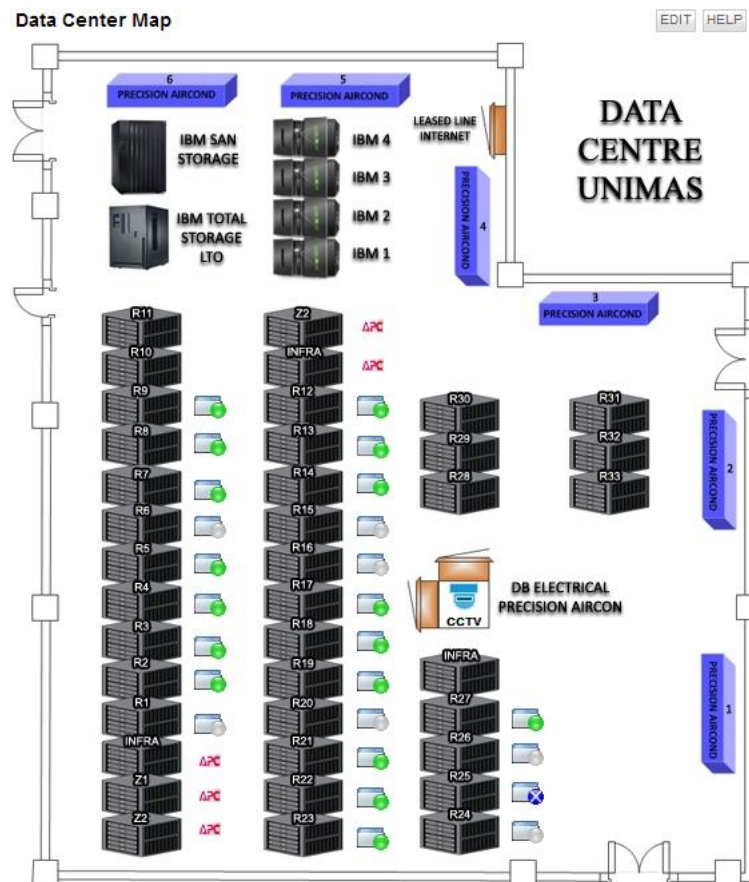 Data Center Map
EDIT
HELP
6
PRECISION AIRCOND
5
PRECISION AIRCOND
LEASED LINE
INTERNET
DATA
CENTRE
UNIMAS
IBM SAN
STORAGE
IBM TOTAL
STORAGE
LTO
IBM 4
IBM 3
IBM 2
IBM 1
4
PRECISION AIRCOND
3
PRECISION AIRCOND
R11
R10
R9
R8
R7
R6
R5
R4
R3
R2
R1
INFRA
APC
Z1
APC
Z2
APC
Z2
APC
INFRA
APC
R12
R13
R14
R15
R16
R17
R18
R19
R20
R21
R22
R23
R30
R29
R28
R31
R32
R33
2
PRECISION AIRCOND
CCTV
DB ELECTRICAL
PRECISION AIRCON
INFRA
R27
R26
R25
R24
1
PRECISION AIRCOND